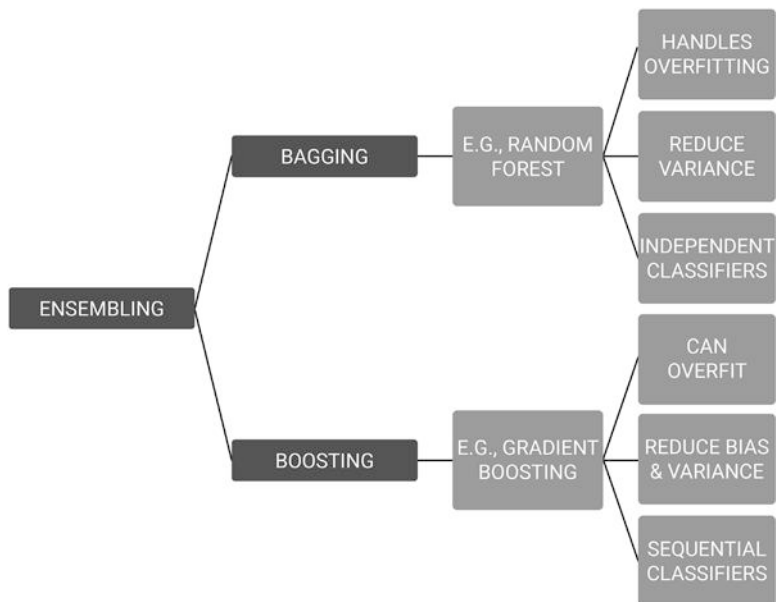 HANDLES
OVERFITTING
BAGGING
E.G., RANDOM
FOREST
REDUCE
VARIANCE
INDEPENDENT
CLASSIFIERS
ENSEMBLING
CAN
OVERFIT
BOOSTING
E.G., GRADIENT
BOOSTING
REDUCE BIAS
& VARIANCE
SEQUENTIAL
CLASSIFIERS